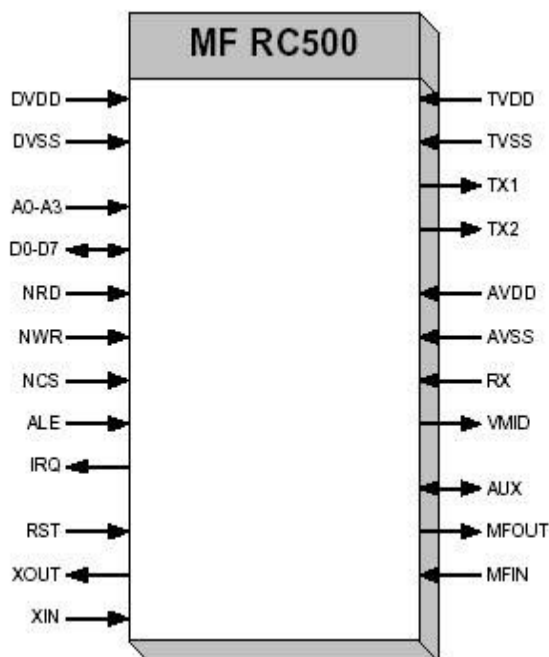 MF RC500
DVDD
DVSS
A0-A3
D0-D7
NRD
NWR
NCS
ALE
IRQ
RST
XOUT
XIN
TVDD
TVSS
TX1
TX2
AVDD
AVSS
RX
VMID
AUX
MFOUT
MFIN